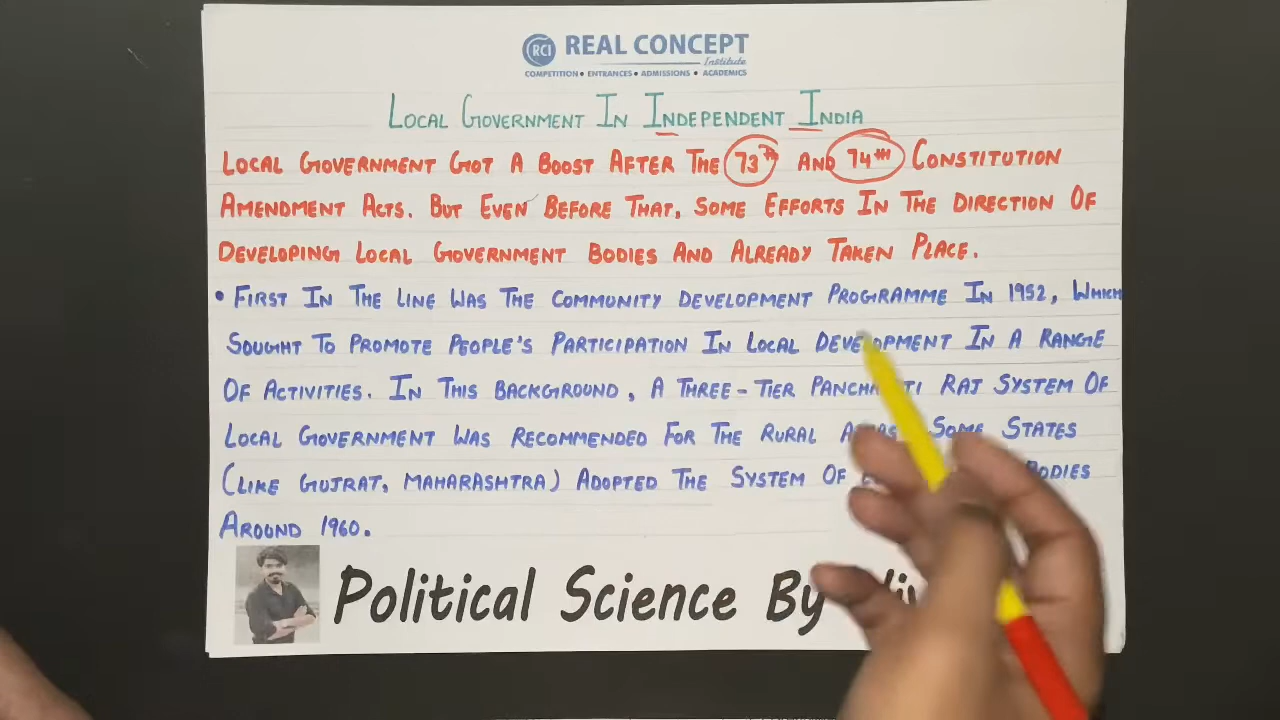 RCI REAL CONCEPT
Institute
COMPETITION • ENTRANCES • ADMISSIONS • ACADEMICS
LOCAL GOVERNMENT IN INDEPENDENT INDIA
LOCAL GOVERNMENT GOT A BOOST AFTER THE 73TH AND 74TH CONSTITUTION
AMENDMENT ACTS. BUT EVEN BEFORE THAT, SOME EFFORTS IN THE DIRECTION OF
DEVELOPING LOCAL GOVERNMENT BODIES AND ALREADY TAKEN PLACE.
• FIRST IN THE LINE WAS THE COMMUNITY DEVELOPMENT PROGRAMME IN 1952, WHICH
SOUGHT TO PROMOTE PEOPLE'S PARTICIPATION IN LOCAL DEVELOPMENT IN A RANGE
OF ACTIVITIES. IN THIS BACKGROUND, A THREE-TIER PANCHAYATI RAJ SYSTEM OF
LOCAL GOVERNMENT WAS RECOMMENDED FOR THE RURAL AREAS. SOME STATES
(LIKE GUJRAT, MAHARASHTRA) ADOPTED THE SYSTEM OF BODIES
AROUND 1960.
Political Science By